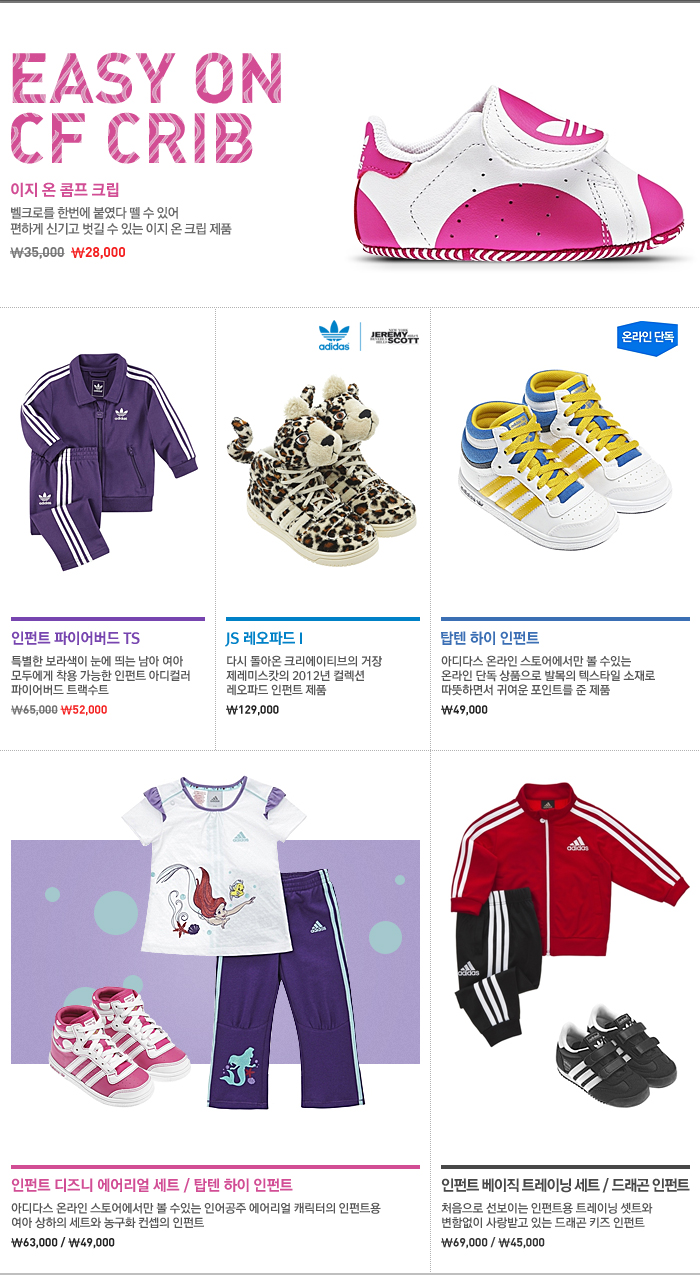 EASY ON
CF CRIB
이지 온 콤프 크립
벨크로를 한번에 붙였다 뗄 수 있어
편하게 신기고 벗길 수 있는 이지 온 크립 제품
₩35,000 ₩28,000
adidas
JEREMY
SCOTT
온라인 단독
인펀트 파이어버드 TS
특별한 보라색이 눈에 띄는 남아 여아
모두에게 착용 가능한 인펀트 아디컬러
파이어버드 트랙수트
₩65,000 ₩52,000
JS 레오파드 I
다시 돌아온 크리에이티브의 거장
제레미스캇의 2012년 컬렉션
레오파드 인펀트 제품
₩129,000
탑텐 하이 인펀트
아디다스 온라인 스토어에서만 볼 수있는
온라인 단독 상품으로 발목의 텍스타일 소재로
따뜻하면서 귀여운 포인트를 준 제품
₩49,000
adidas
adidas
adidas
adidas
인펀트 디즈니 에어리얼 세트 / 탑텐 하이 인펀트
아디다스 온라인 스토어에서만 볼 수있는 인어공주 에어리얼 캐릭터의 인펀트용
여아 상하의 세트와 농구화 컨셉의 인펀트
₩63,000 / ₩49,000
인펀트 베이직 트레이닝 세트 / 드래곤 인펀트
처음으로 선보이는 인펀트용 트레이닝 셋트와
변함없이 사랑받고 있는 드래곤 키즈 인펀트
₩69,000 / ₩45,000